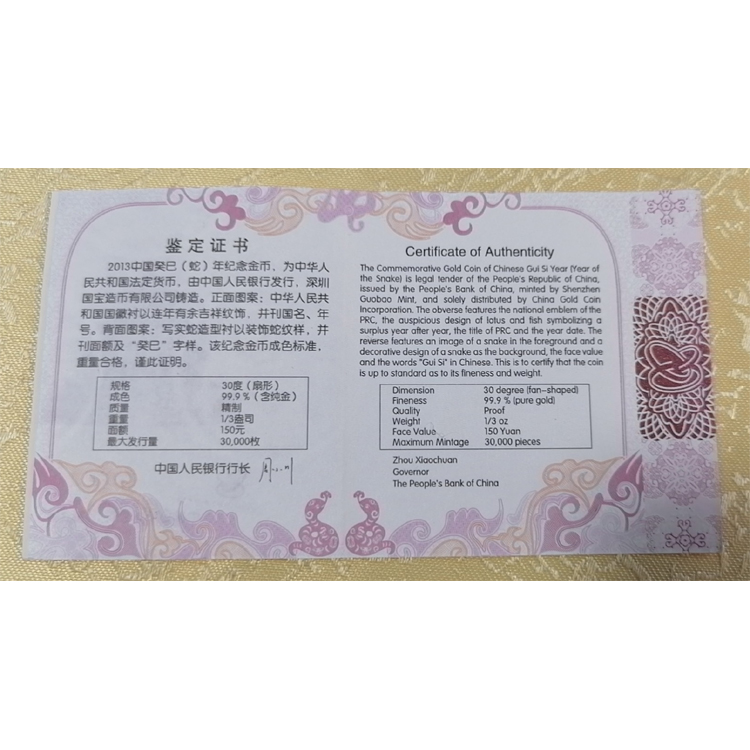 鉴定证书
2013中国癸巳（蛇）年纪念金币，为中华人
民共和国法定货币，由中国人民银行发行，深圳
国宝造币有限公司铸造。正面图案：中华人民共
和国国徽衬以连年有余吉祥纹饰，并刊国名、年
号。背面图案：写实蛇造型衬以装饰蛇纹样，并
刊面额及“癸巳”字样。该纪念金币成色标准，
重量合格，谨此证明。
规格 30度（扇形）
成色 99.9％（含纯金）
质量 精制
重量 1/3盎司
面额 150元
最大发行量 30,000枚
中国人民银行行长
Certificate of Authenticity
The Commemorative Gold Coin of Chinese Gui Si Year (Year of
the Snake) is legal tender of the People's Republic of China,
issued by the People's Bank of China, minted by Shenzhen
Guobao Mint, and solely distributed by China Gold Coin
Incorporation. The obverse features the national emblem of the
PRC, the auspicious design of lotus and fish symbolizing a
surplus year after year, the title of PRC and the year date. The
reverse features an image of a snake in the foreground and a
decorative design of a snake as the background, the face value
and the words "Gui Si" in Chinese. This is to certify that the coin
is up to standard as to its fineness and weight.
Dimension 30 degree (fan-shaped)
Fineness 99.9 % (pure gold)
Quality Proof
Weight 1/3 oz
Face Value 150 Yuan
Maximum Mintage 30,000 pieces
Zhou Xiaochuan
Governor
The People's Bank of China